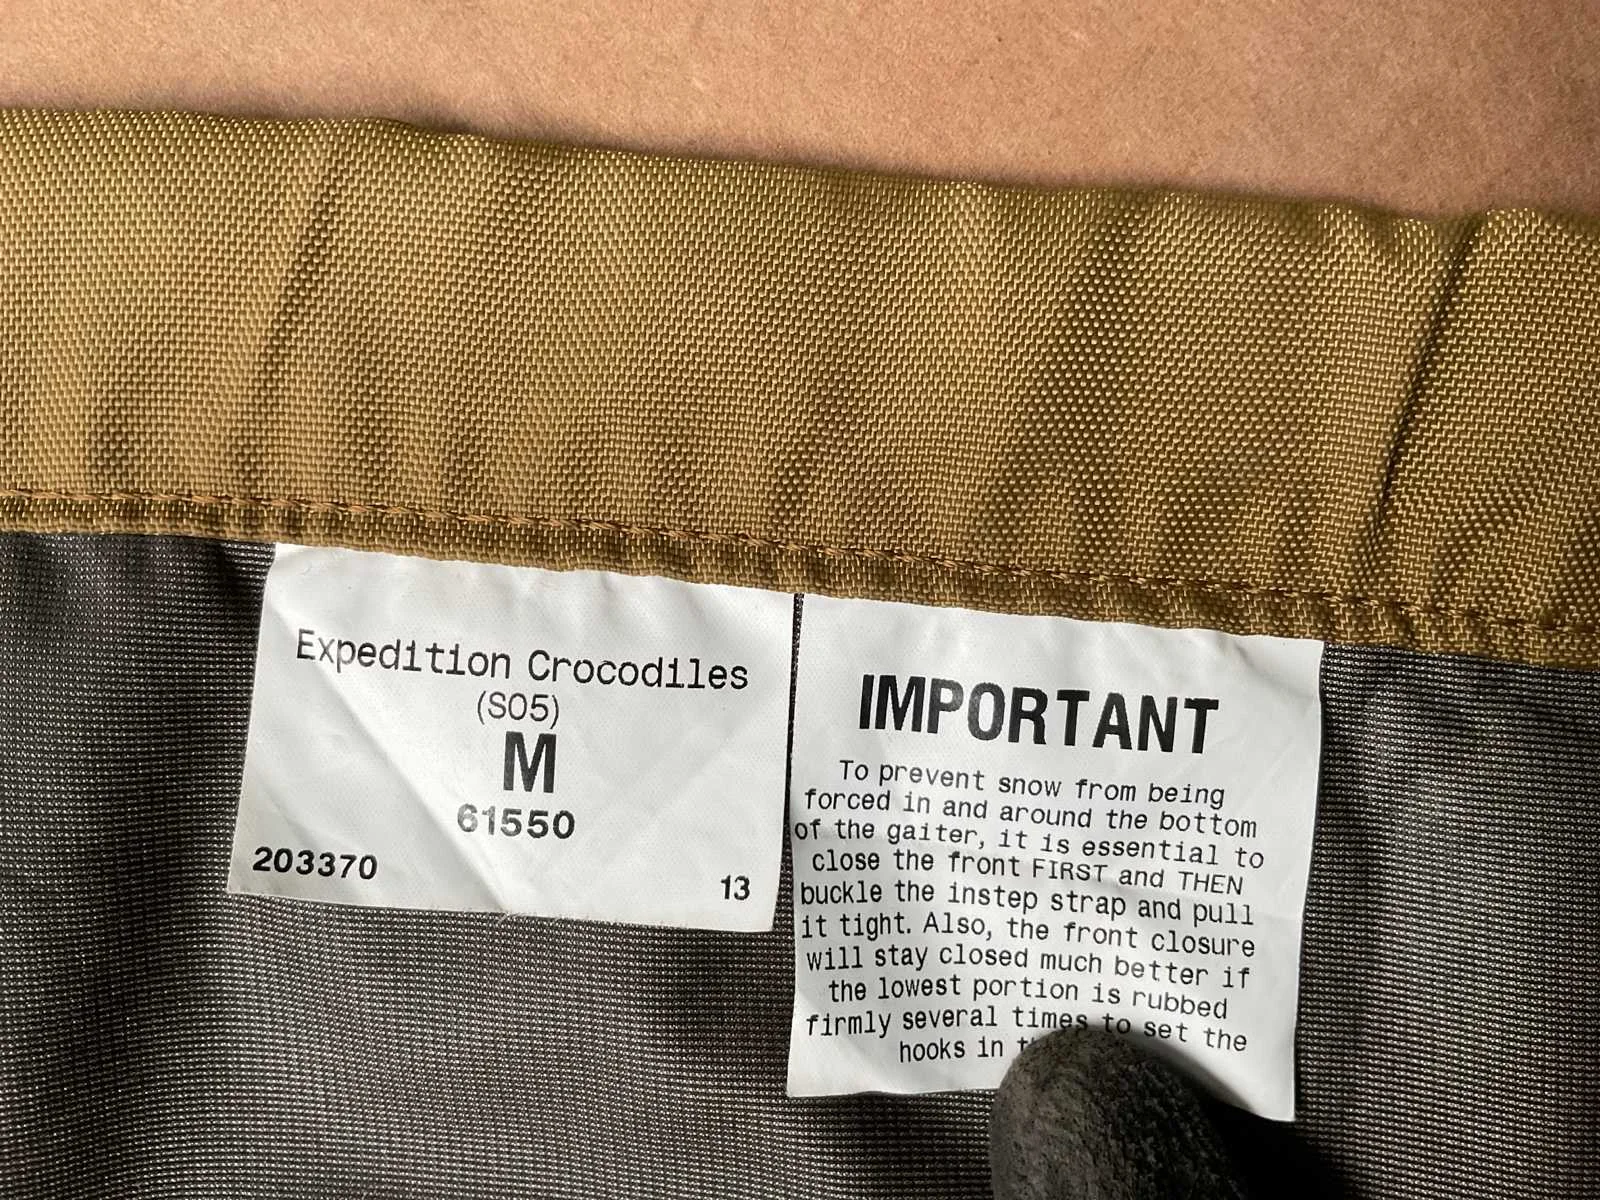 Expedition Crocodiles
(S05)
M
61550
203370
13
IMPORTANT
To prevent snow from being
forced in and around the bottom
of the gaiter, it is essential to
close the front FIRST and THEN
buckle the instep strap and pull
it tight. Also, the front closure
will stay closed much better if
the lowest portion is rubbed
firmly several times to set the
hooks in